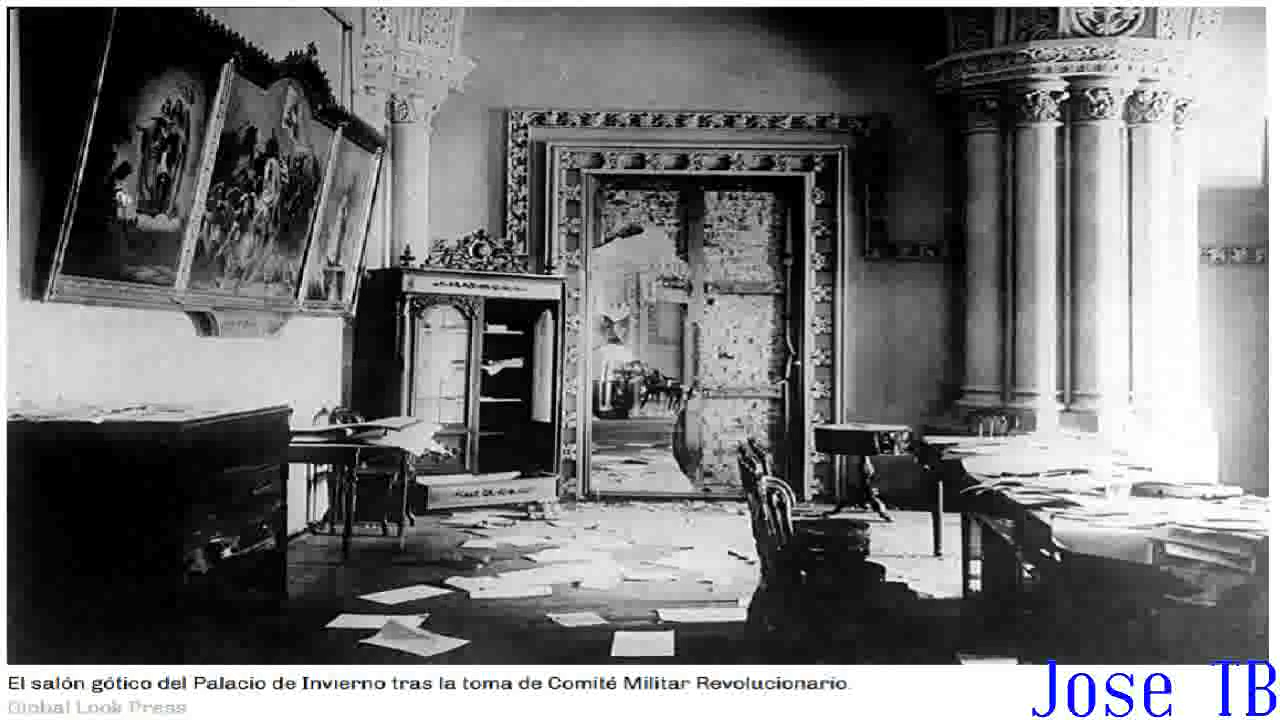 El salón gótico del Palacio de Invierno tras la toma de Comité Militar Revolucionario.
Global Look Press
Jose TB